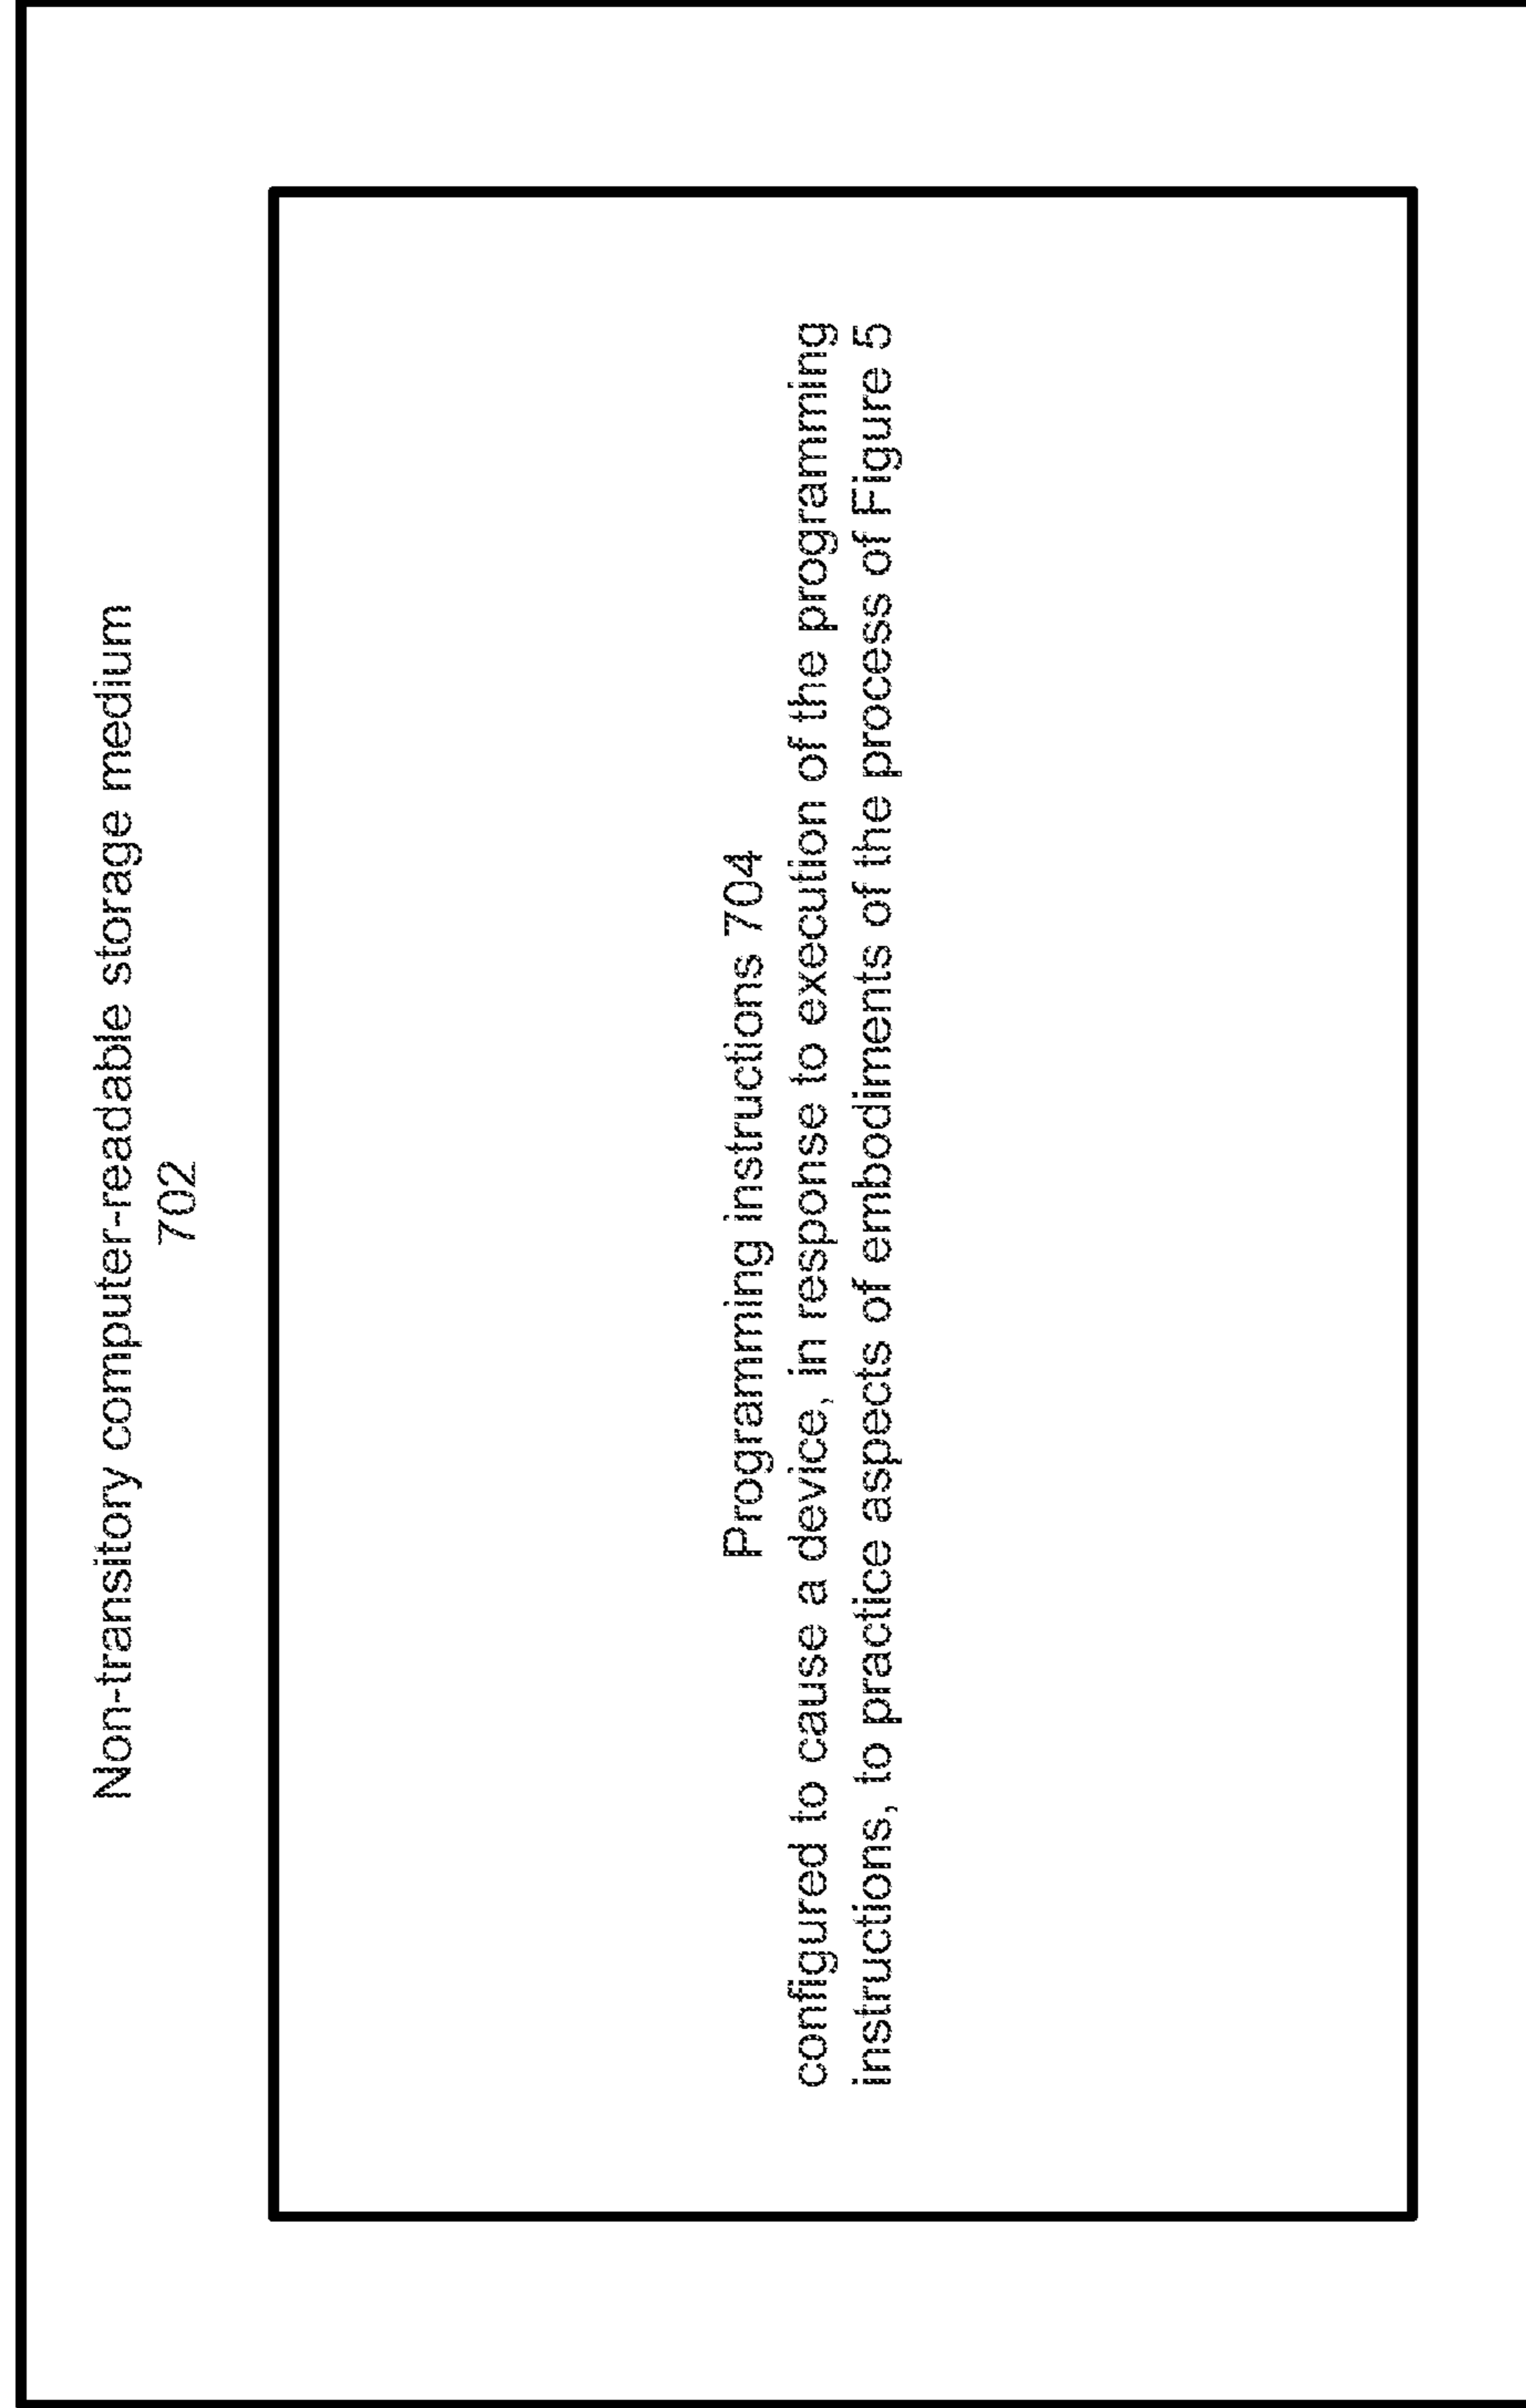 Non-transitory computer-readable storage medium
702
Programming instructions 704
configured to cause a device, in response to execution of the programming
instructions, to practice aspects of embodiments of the process of Figure 5